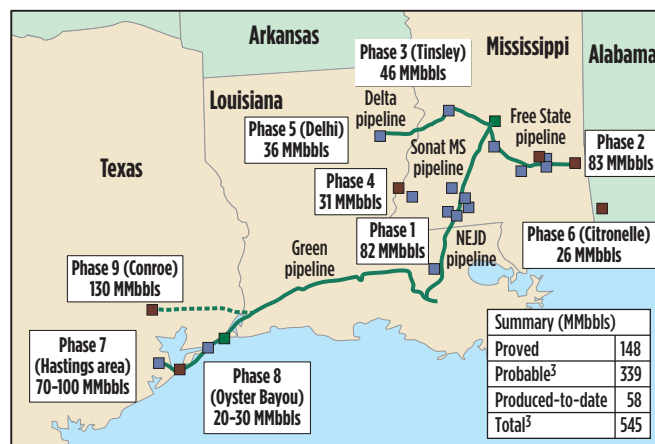 Arkansas
Mississippi
Alabama
Phase 3 (Tinsley)
46 MMbbls
Louisiana
Delta
pipeline
Free State
pipeline
Phase 5 (Delhi)
36 MMbbls
Sonat MS
pipeline
Phase 2
83 MMbbls
Texas
Phase 4
31 MMbbls
Phase 1
82 MMbbls
NEJD
pipeline
Phase 6 (Citronelle)
26 MMbbls
Green
pipeline
Phase 9 (Conroe)
130 MMbbls
Phase 7
(Hastings area)
70–100 MMbbls
Phase 8
(Oyster Bayou)
20–30 MMbbls
Summary (MMbbls)
Proved 148
Probable³ 339
Produced-to-date 58
Total³ 545